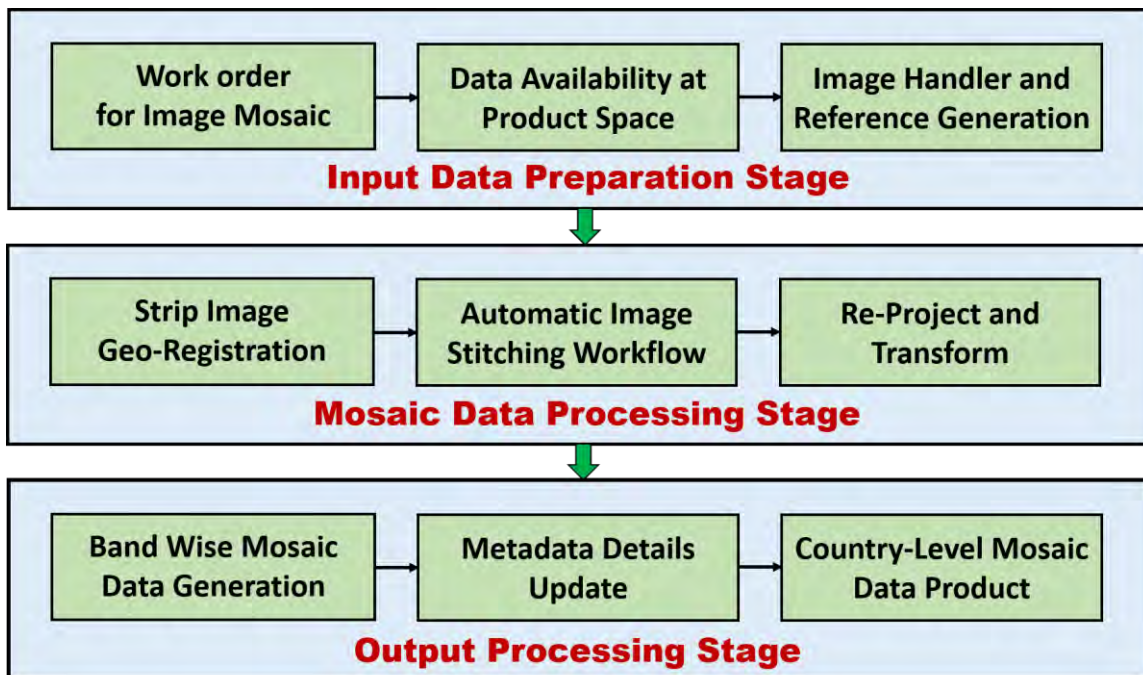 Work order
for Image Mosaic
Data Availability at
Product Space
Image Handler and
Reference Generation
Input Data Preparation Stage
Strip Image
Geo-Registration
Automatic Image
Stitching Workflow
Re-Project and
Transform
Mosaic Data Processing Stage
Band Wise Mosaic
Data Generation
Metadata Details
Update
Country-Level Mosaic
Data Product
Output Processing Stage